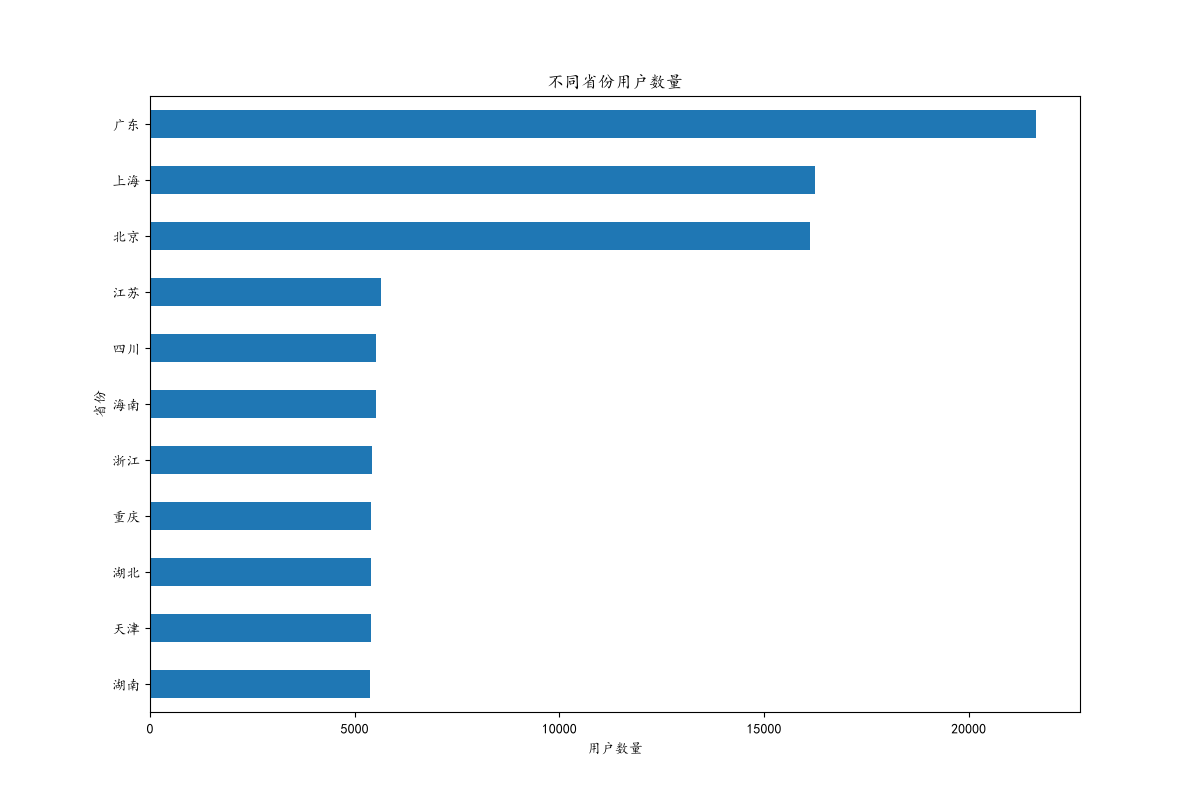 不同省份用户数量
广东
上海
北京
江苏
四川
海南
浙江
重庆
湖北
天津
湖南
省份
0 5000 10000 15000 20000
用户数量